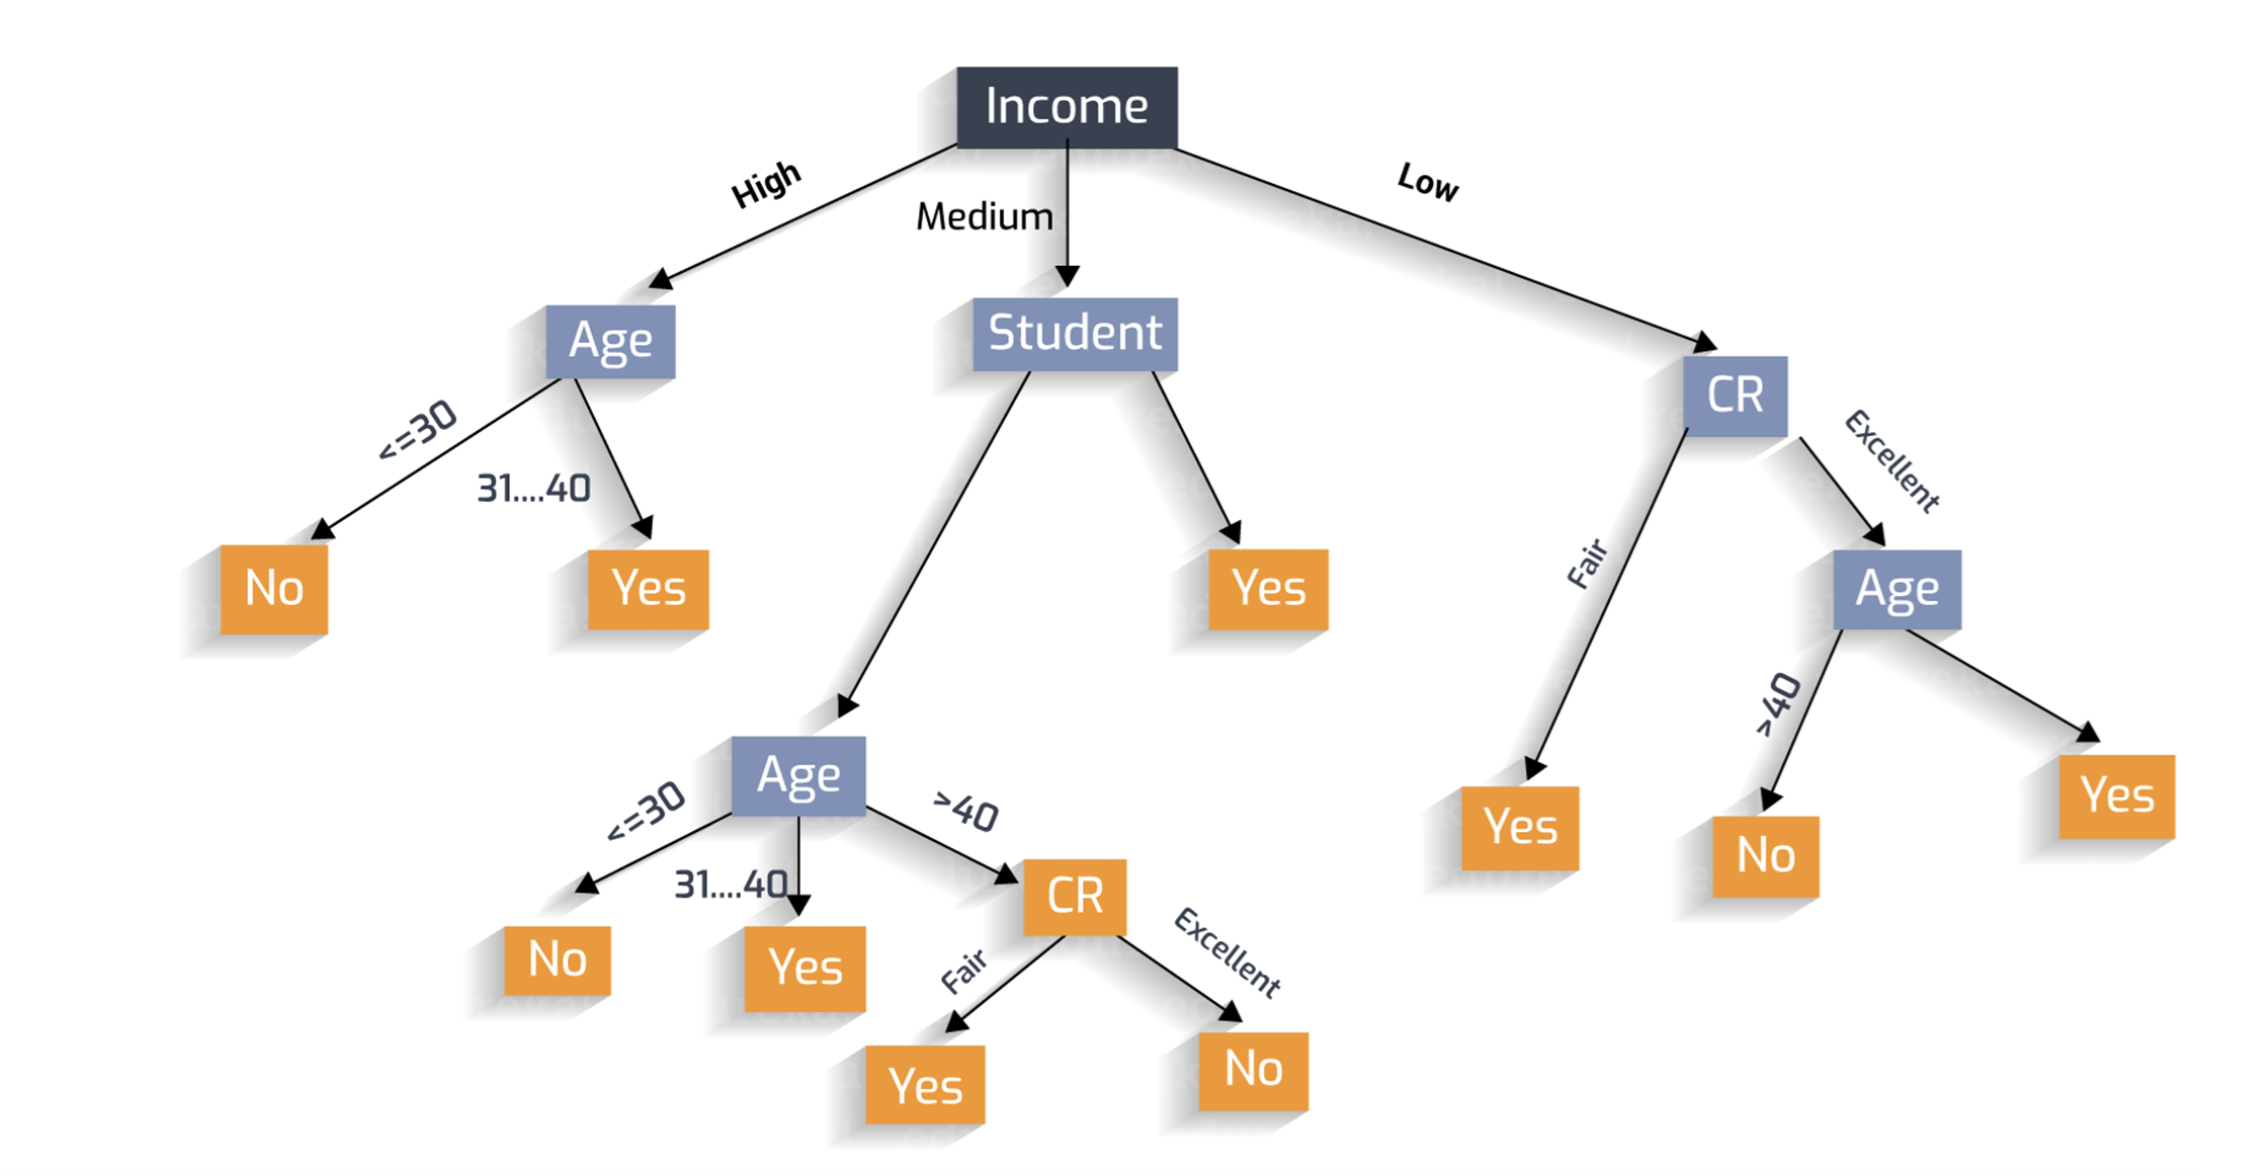 Income
High
Medium
Low
Age
Student
CR
<=30
31....40
Excellent
Fair
No
Yes
Yes
Age
>40
Yes
No
Yes
Age
<=30
31....40
>40
CR
No
Yes
Fair
Excellent
Yes
No